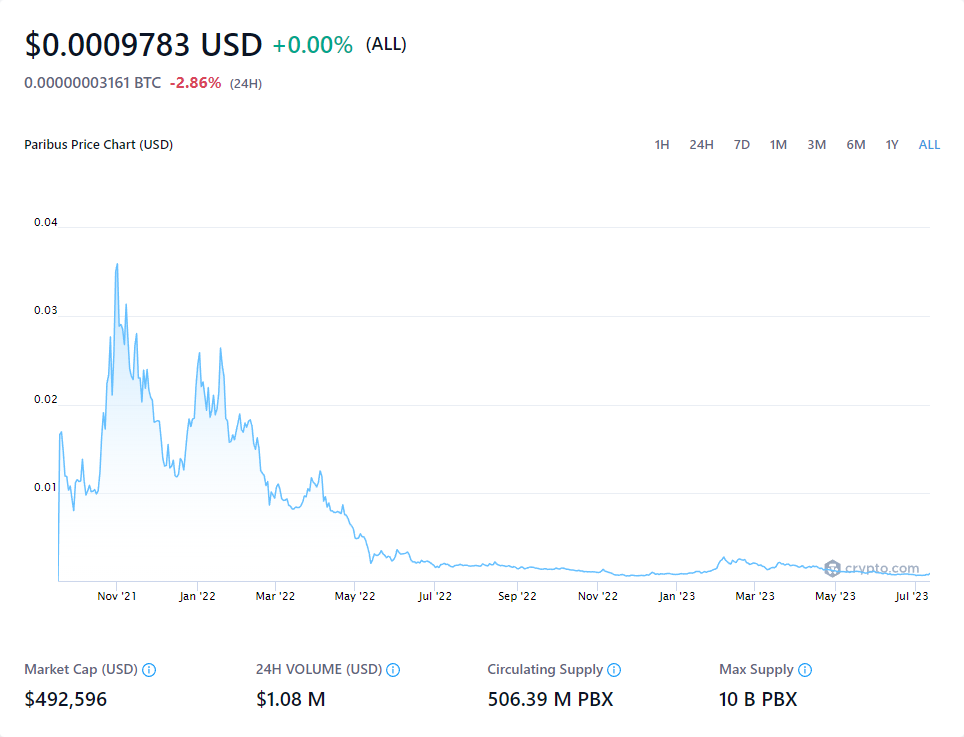 $0.0009783 USD +0.00% (ALL)
0.00000003161 BTC -2.86% (24H)
Paribus Price Chart (USD) 1H 24H 7D 1M 3M 6M 1Y ALL
0.04
0.03
0.02
0.01
crypto.com
Nov '21 Jan '22 Mar '22 May '22 Jul '22 Sep '22 Nov '22 Jan '23 Mar '23 May '23 Jul '23
Market Cap (USD) 24H VOLUME (USD) Circulating Supply Max Supply
$492,596 $1.08 M 506.39 M PBX 10 B PBX